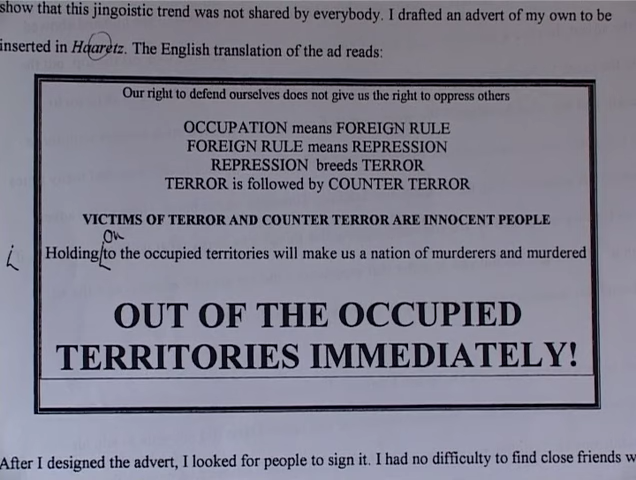 show that this jingoistic trend was not shared by everybody. I drafted an advert of my own to be
inserted in Haaretz. The English translation of the ad reads:
Our right to defend ourselves does not give us the right to oppress others
OCCUPATION means FOREIGN RULE
FOREIGN RULE means REPRESSION
REPRESSION breeds TERROR
TERROR is followed by COUNTER TERROR
VICTIMS OF TERROR AND COUNTER TERROR ARE INNOCENT PEOPLE
on
Holding to the occupied territories will make us a nation of murderers and murdered
OUT OF THE OCCUPIED
TERRITORIES IMMEDIATELY!
After I designed the advert, I looked for people to sign it. I had no difficulty to find close friends w